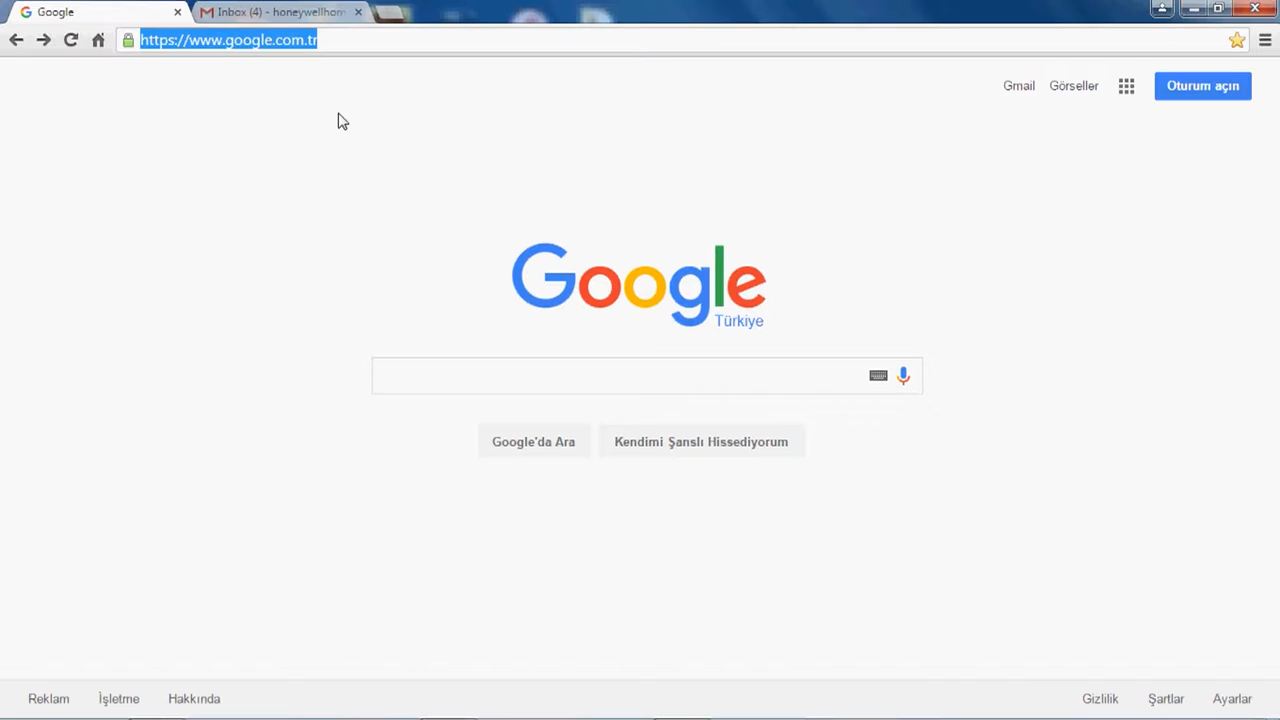 Google
Inbox (4) - honeywellhom
https://www.google.com.tr
Gmail Görseller Oturum açın
Google
Türkiye
Google'da Ara Kendimi Şanslı Hissediyorum
Reklam İşletme Hakkında Gizlilik Şartlar Ayarlar